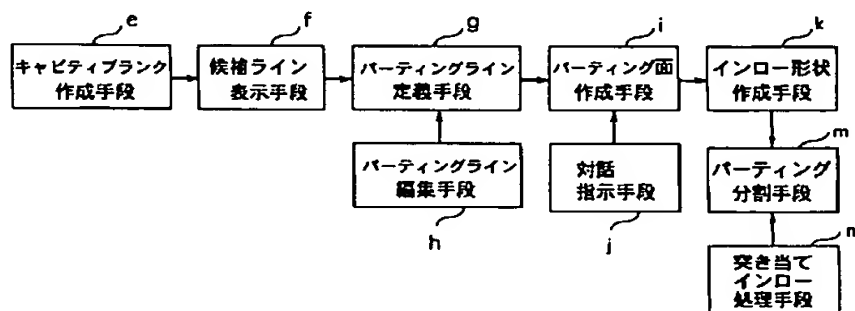 e
キャビティブランク
作成手段
f
候補ライン
表示手段
g
パーティングライン
定義手段
i
パーティング面
作成手段
k
インロー形状
作成手段
パーティングライン
編集手段
h
対話
指示手段
j
m
パーティング
分割手段
n
突き当て
インロー
処理手段